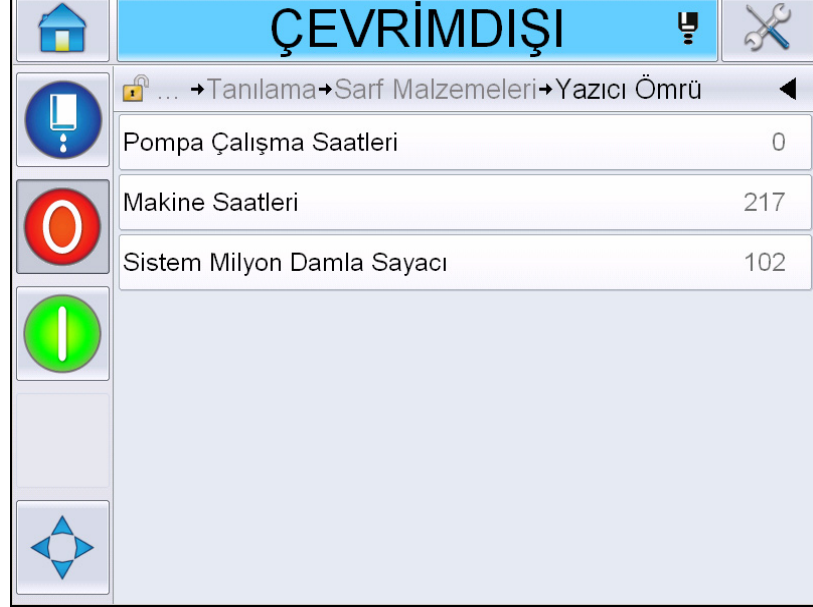 ÇEVRİMDIŞI
... →Tanılama→Sarf Malzemeleri→Yazıcı Ömrü
Pompa Çalışma Saatleri 0
Makine Saatleri 217
Sistem Milyon Damla Sayacı 102